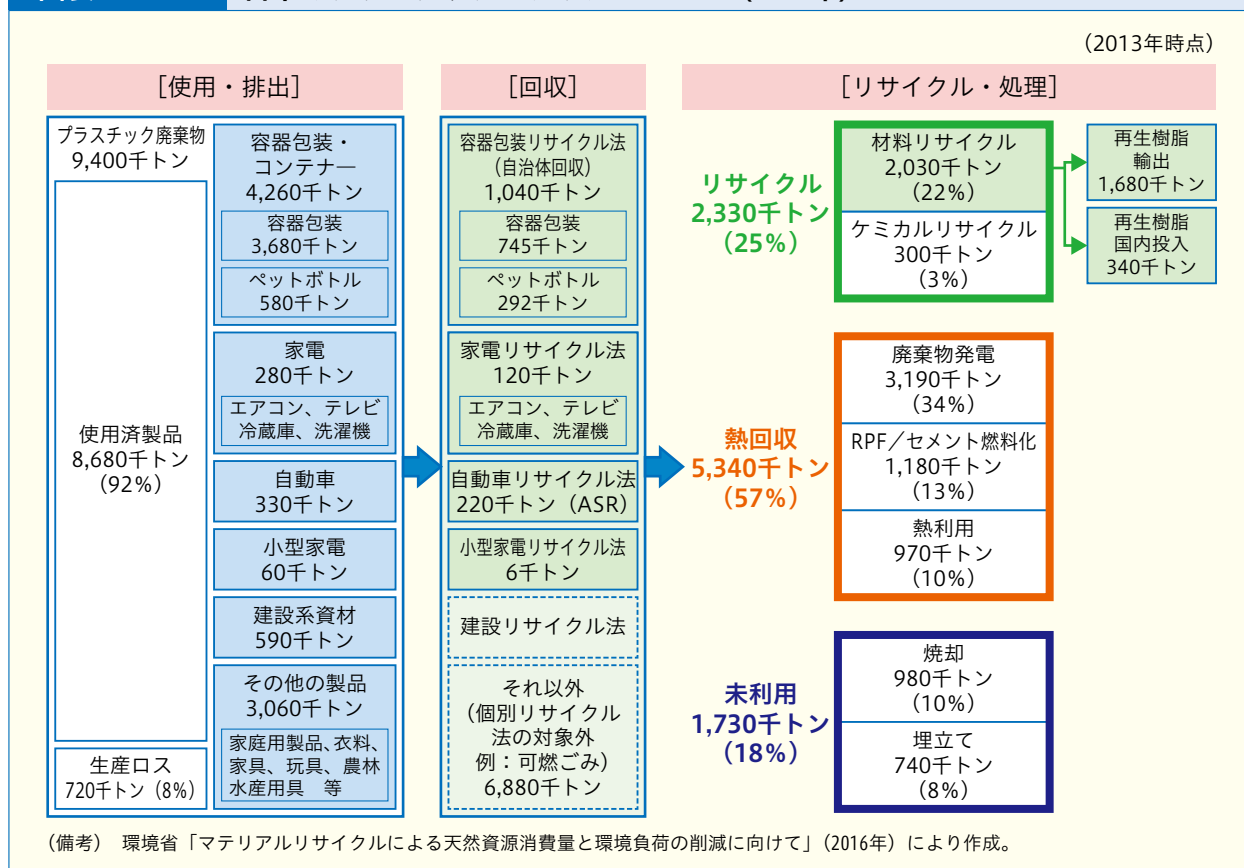 (2013年時点)
[使用・排出]
[回収]
[リサイクル・処理]
プラスチック廃棄物
9,400千トン
使用済製品
8,680千トン
(92%)
生産ロス
720千トン(8%)
容器包装・
コンテナー
4,260千トン
容器包装
3,680千トン
ペットボトル
580千トン
家電
280千トン
エアコン、テレビ
冷蔵庫、洗濯機
自動車
330千トン
小型家電
60千トン
建設系資材
590千トン
その他の製品
3,060千トン
家庭用製品、衣料、
家具、玩具、農林
水産用具 等
容器包装リサイクル法
(自治体回収)
1,040千トン
容器包装
745千トン
ペットボトル
292千トン
家電リサイクル法
120千トン
エアコン、テレビ
冷蔵庫、洗濯機
自動車リサイクル法
220千トン(ASR)
小型家電リサイクル法
6千トン
建設リサイクル法
それ以外
(個別リサイクル
法の対象外
例:可燃ごみ)
6,880千トン
リサイクル
2,330千トン
(25%)
材料リサイクル
2,030千トン
(22%)
ケミカルリサイクル
300千トン
(3%)
再生樹脂
輸出
1,680千トン
再生樹脂
国内投入
340千トン
熱回収
5,340千トン
(57%)
廃棄物発電
3,190千トン
(34%)
RPF/セメント燃料化
1,180千トン
(13%)
熱利用
970千トン
(10%)
未利用
1,730千トン
(18%)
焼却
980千トン
(10%)
埋立て
740千トン
(8%)
(備考) 環境省「マテリアルリサイクルによる天然資源消費量と環境負荷の削減に向けて」(2016年)により作成。